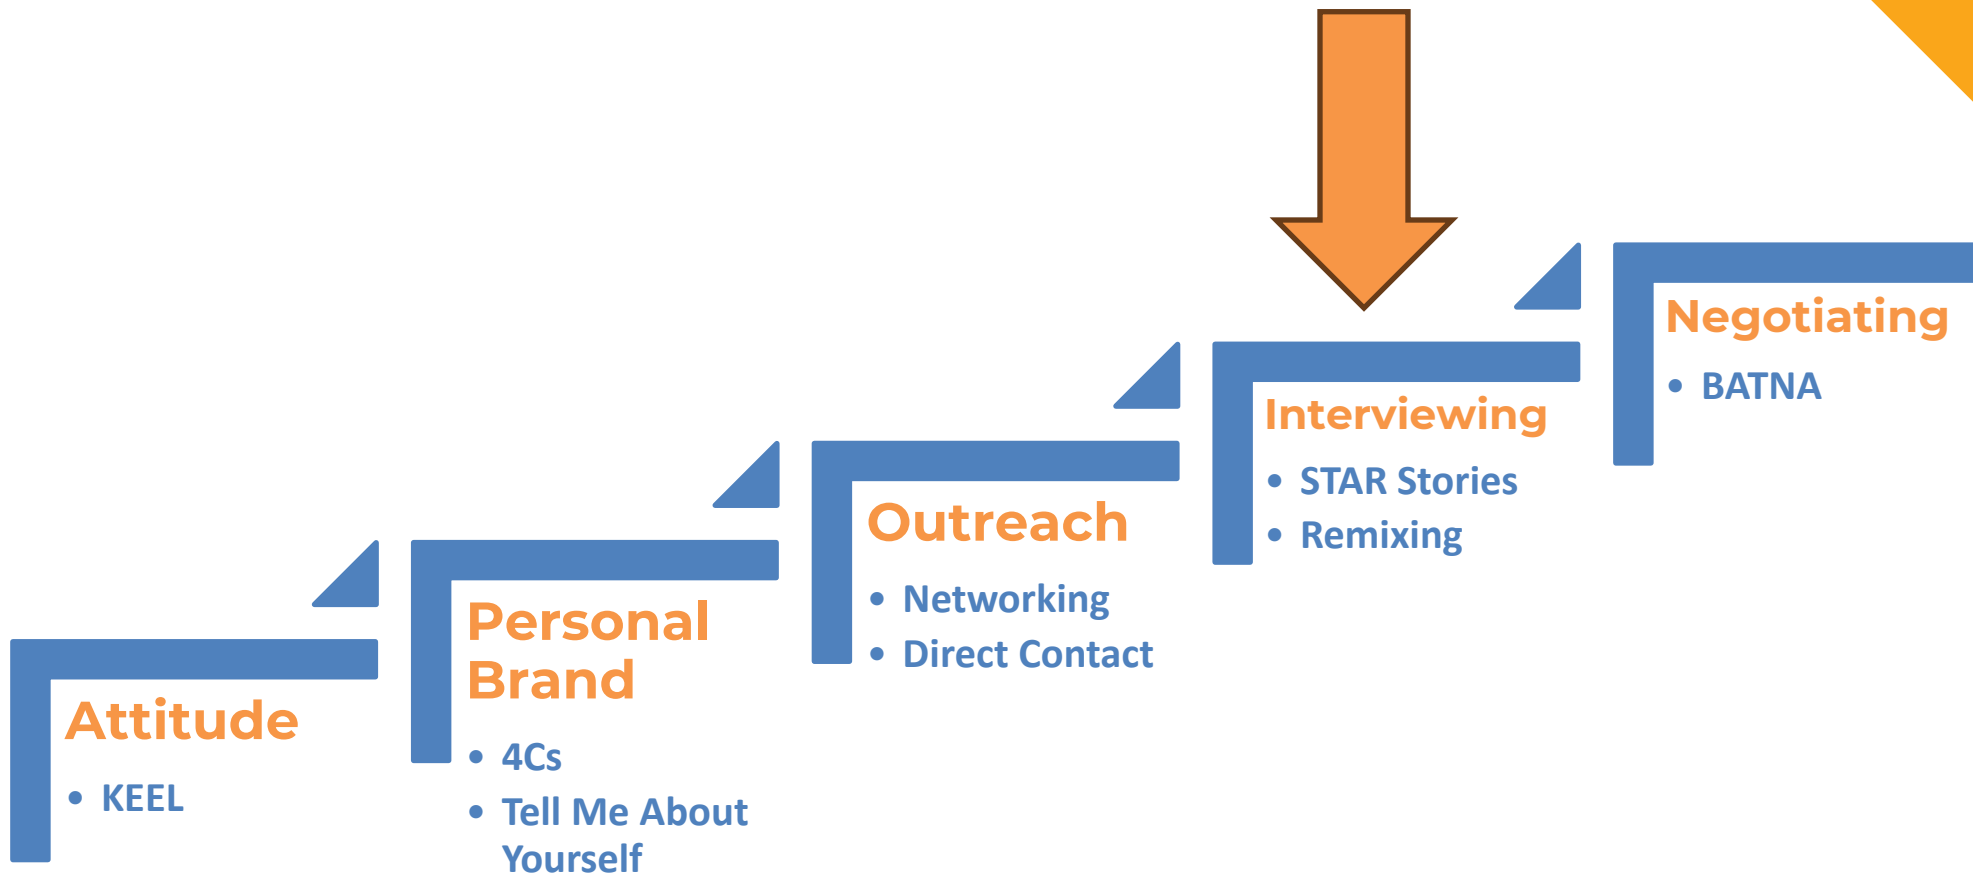 Attitude
• KEEL
Personal
Brand
• 4Cs
• Tell Me About
Yourself
Outreach
• Networking
• Direct Contact
Interviewing
• STAR Stories
• Remixing
Negotiating
• BATNA